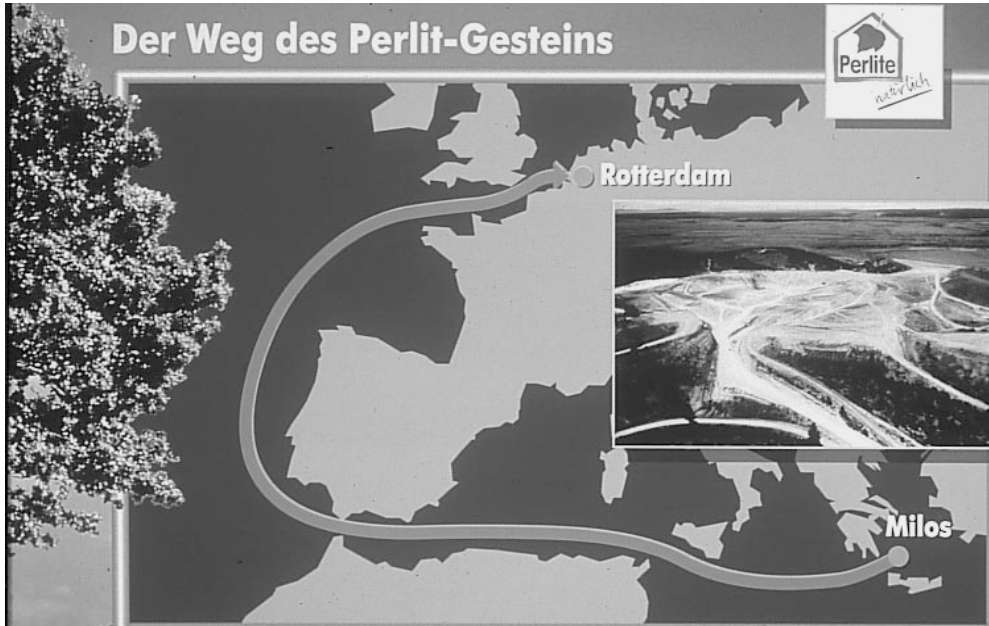 Der Weg des Perlit-Gesteins
Perlite
natürlich
Rotterdam
Milos